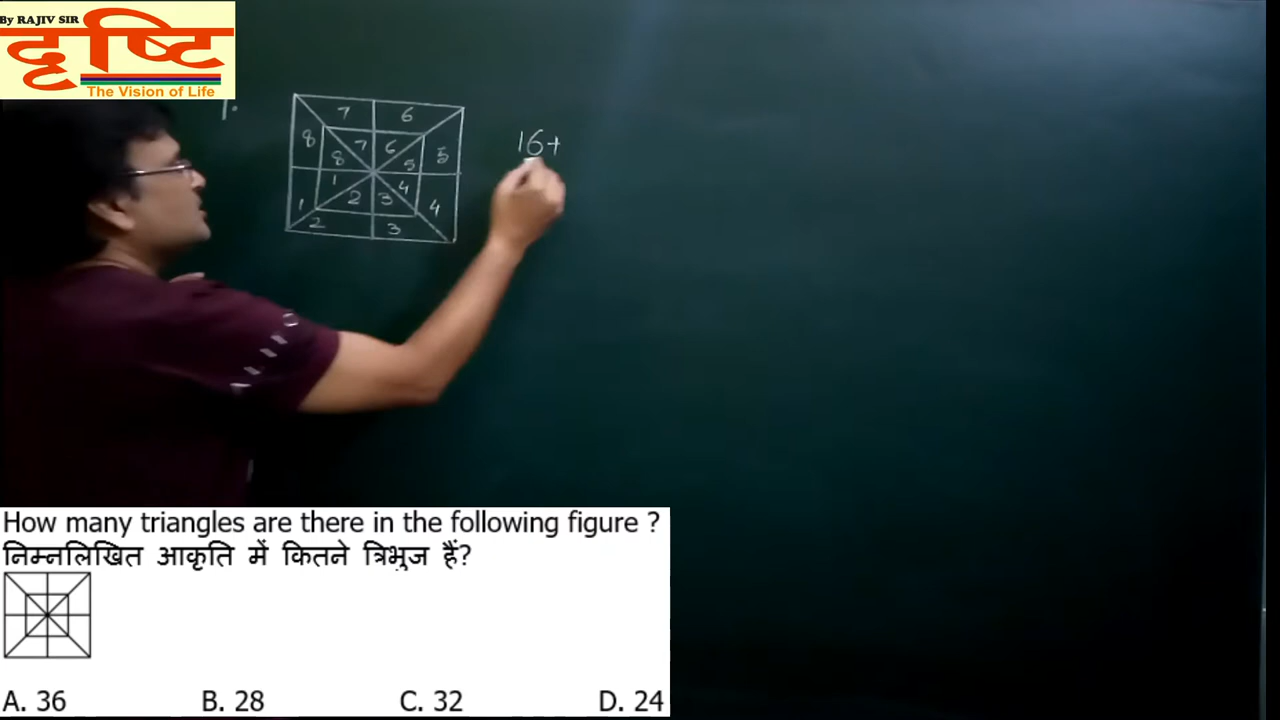 By RAJIV SIR
दृष्टि
The Vision of Life
1.
7 6
8 7 6 5
8 5
1 4
1 2 3 4
2 3
16+
How many triangles are there in the following figure ?
निम्नलिखित आकृति में कितने त्रिभुज हैं?
A. 36 B. 28 C. 32 D. 24